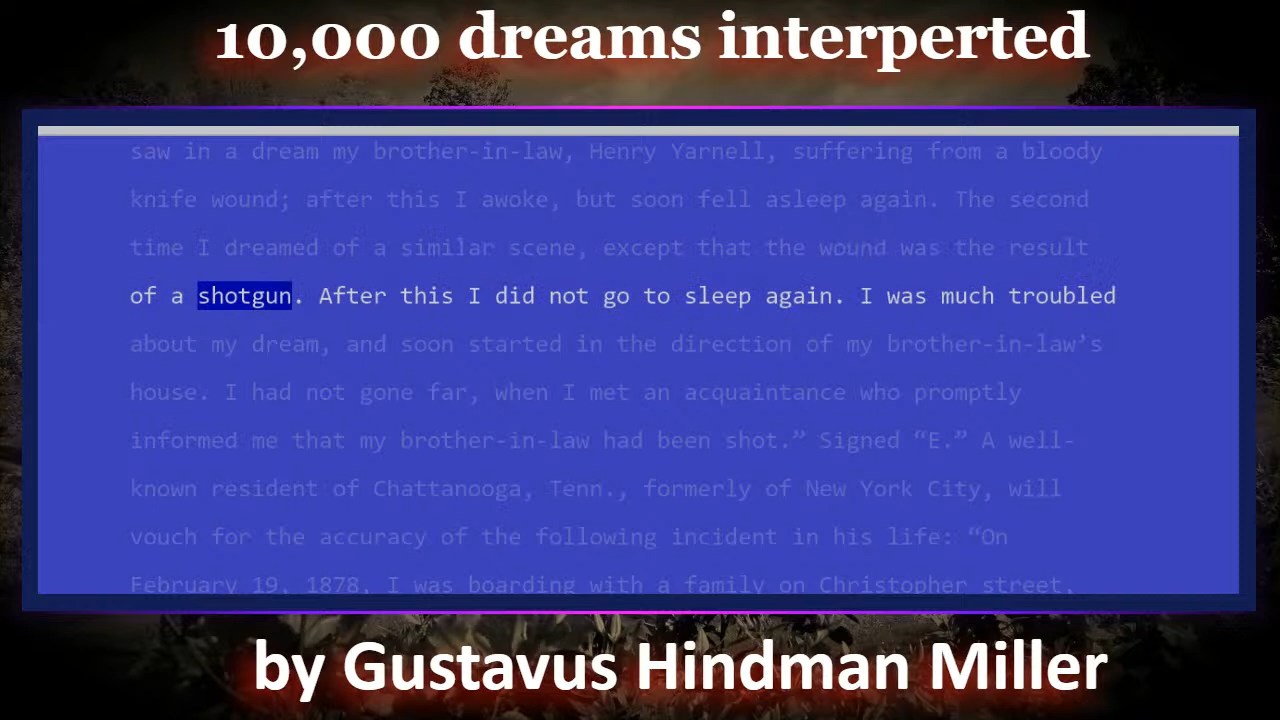 10,000 dreams interperted
saw in a dream my brother-in-law, Henry Yarnell, suffering from a bloody
knife wound; after this I awoke, but soon fell asleep again. The second
time I dreamed of a similar scene, except that the wound was the result
of a shotgun. After this I did not go to sleep again. I was much troubled
about my dream, and soon started in the direction of my brother-in-law’s
house. I had not gone far, when I met an acquaintance who promptly
informed me that my brother-in-law had been shot.” Signed “E.” A well-
known resident of Chattanooga, Tenn., formerly of New York City, will
vouch for the accuracy of the following incident in his life: “On
February 19, 1878, I was boarding with a family on Christopher street,
by Gustavus Hindman Miller